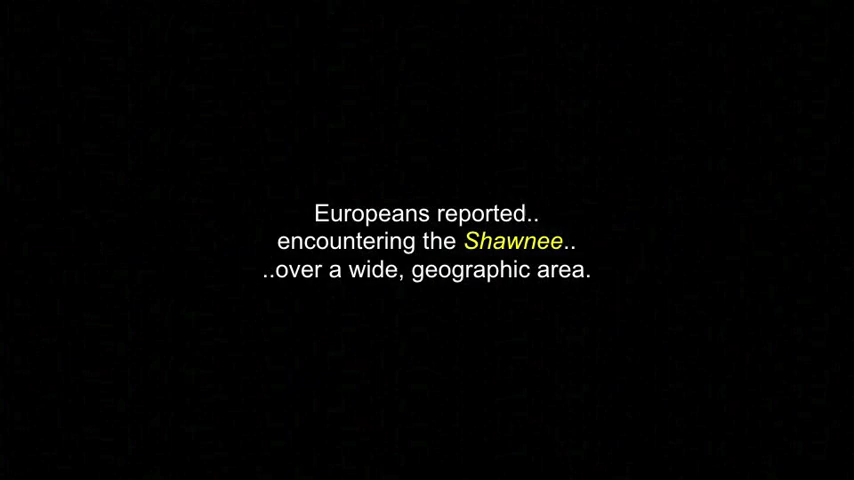 Europeans reported..
encountering the Shawnee..
..over a wide, geographic area.